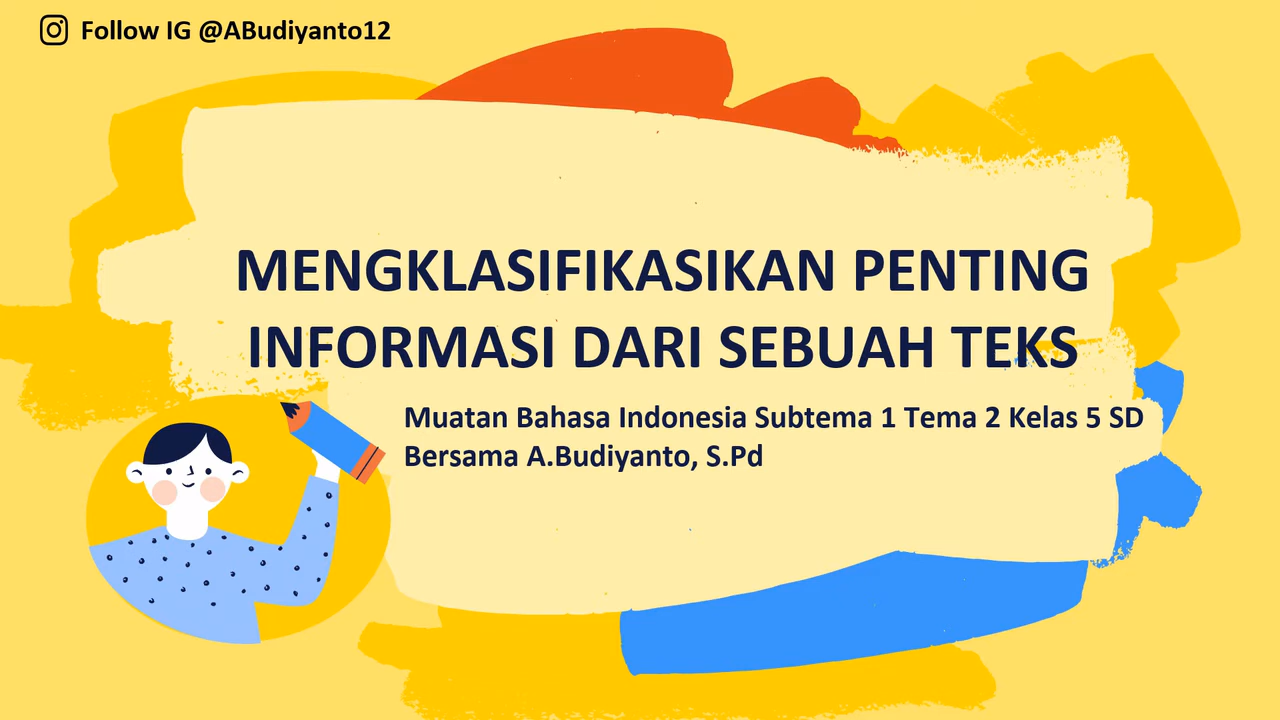 Follow IG @ABudiyanto12
MENGKLASIFIKASIKAN PENTING
INFORMASI DARI SEBUAH TEKS
Muatan Bahasa Indonesia Subtema 1 Tema 2 Kelas 5 SD
Bersama A.Budiyanto, S.Pd